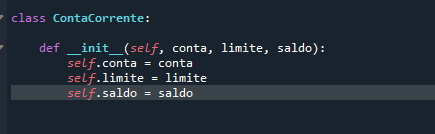 class ContaCorrente:
def __init__(self, conta, limite, saldo):
self.conta = conta
self.limite = limite
self.saldo = saldo